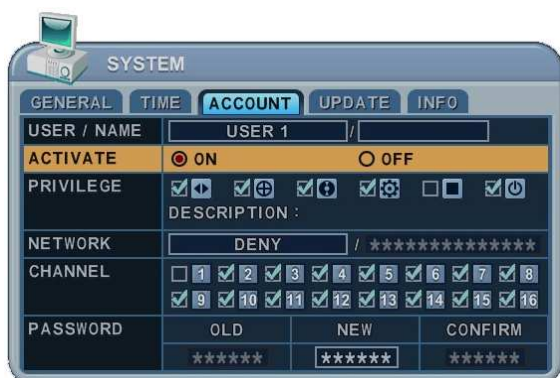 SYSTEM
GENERAL TIME ACCOUNT UPDATE INFO
USER / NAME USER 1 /
ACTIVATE ON OFF
PRIVILEGE
DESCRIPTION :
NETWORK DENY / **************
CHANNEL 1 2 3 4 5 6 7 8
9 10 11 12 13 14 15 16
PASSWORD OLD NEW CONFIRM
****** ****** ******